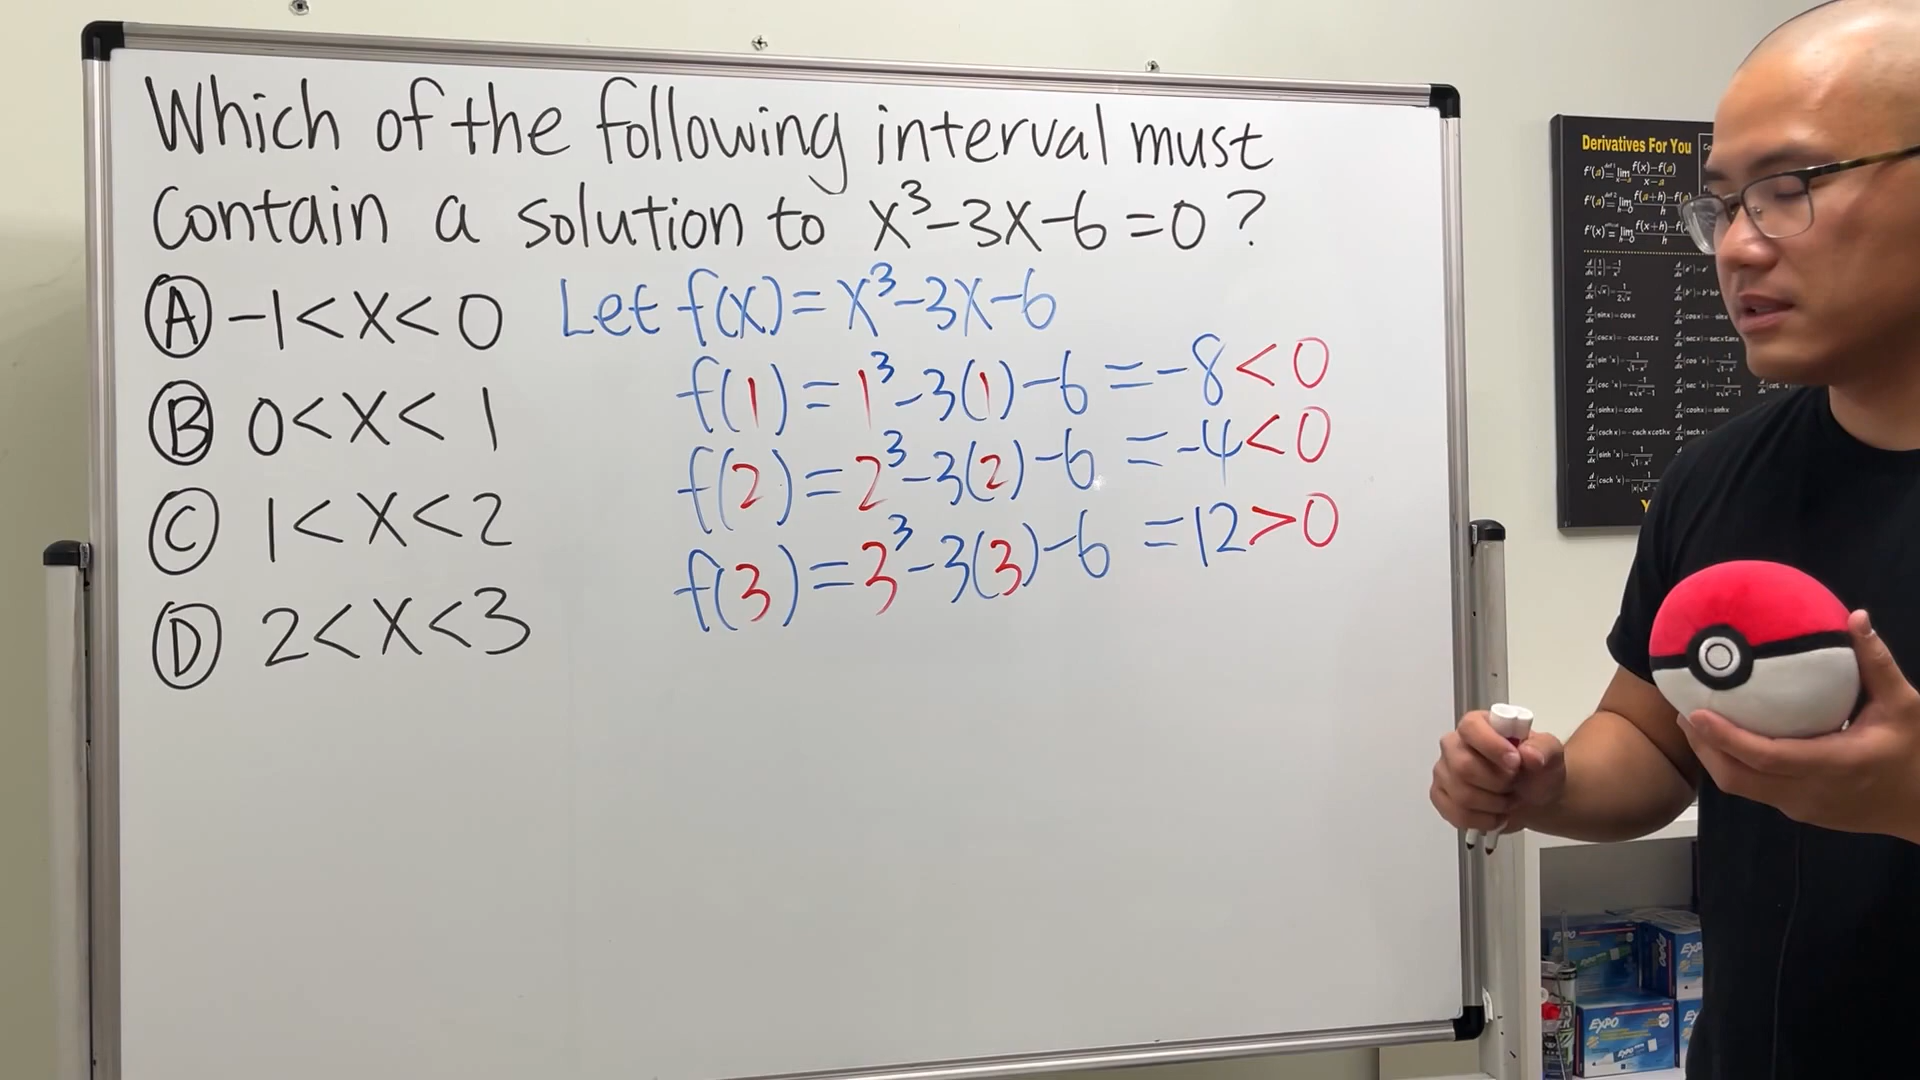 Which of the following interval must
contain a solution to x³-3x-6=0?
Ⓐ -1<x<0
Let f(x)=x³-3x-6
f(1)=1³-3(1)-6=-8<0
Ⓑ 0<x<1
f(2)=2³-3(2)-6=-4<0
Ⓒ 1<x<2
f(3)=3³-3(3)-6=12>0
Ⓓ 2<x<3
Derivatives For You
EXPO